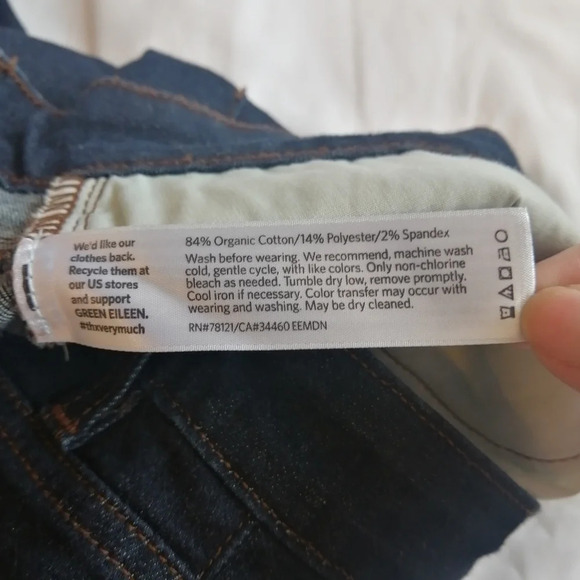 We'd like our
clothes back.
Recycle them at
our US stores
and support
GREEN EILEEN.
#thxverymuch
84% Organic Cotton/14% Polyester/2% Spandex
Wash before wearing. We recommend, machine wash
cold, gentle cycle, with like colors. Only non-chlorine
bleach as needed. Tumble dry low, remove promptly.
Cool iron if necessary. Color transfer may occur with
wearing and washing. May be dry cleaned.
RN#78121/CA#34460 EEMDN